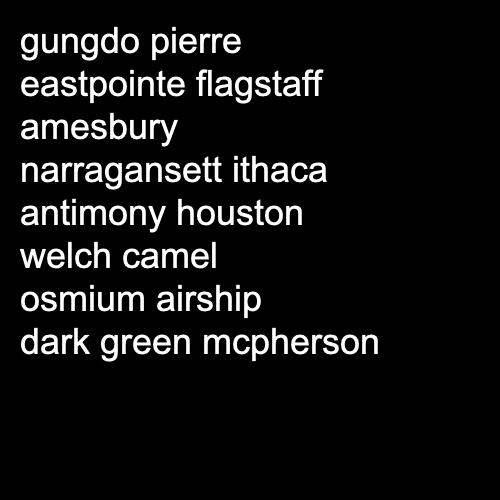 gungdo pierre
eastpointe flagstaff
amesbury
narragansett ithaca
antimony houston
welch camel
osmium airship
dark green mcpherson